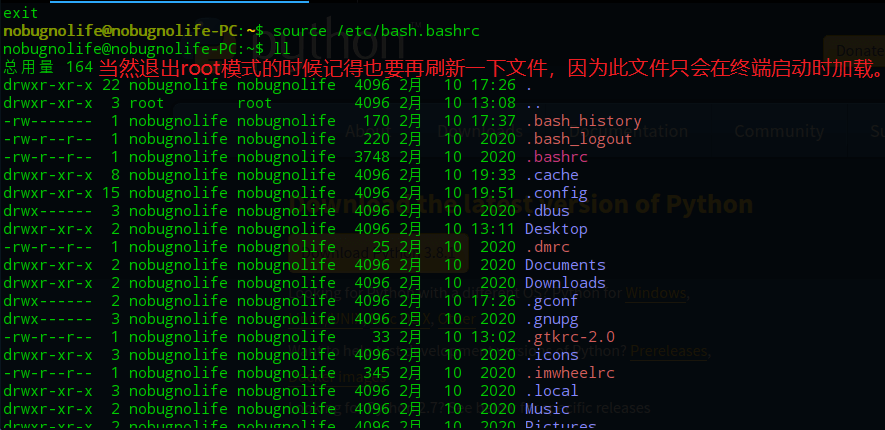 exit
nobugnolife@nobugnolife-PC:~$ source /etc/bash.bashrc
nobugnolife@nobugnolife-PC:~$ ll
总用量 164 当然退出root模式的时候记得也要再刷新一下文件，因为此文件只会在终端启动时加载。
drwxr-xr-x 22 nobugnolife nobugnolife 4096 2月 10 17:26 .
drwxr-xr-x 3 root root 4096 2月 10 13:08 ..
-rw------- 1 nobugnolife nobugnolife 170 2月 10 17:37 .bash_history
-rw-r--r-- 1 nobugnolife nobugnolife 220 2月 10 2020 .bash_logout
-rw-r--r-- 1 nobugnolife nobugnolife 3748 2月 10 2020 .bashrc
drwxr-xr-x 8 nobugnolife nobugnolife 4096 2月 10 19:33 .cache
drwxr-xr-x 15 nobugnolife nobugnolife 4096 2月 10 19:51 .config
drwx------ 3 nobugnolife nobugnolife 4096 2月 10 2020 .dbus
drwxr-xr-x 2 nobugnolife nobugnolife 4096 2月 10 13:11 Desktop
-rw-r--r-- 1 nobugnolife nobugnolife 25 2月 10 2020 .dmrc
drwxr-xr-x 2 nobugnolife nobugnolife 4096 2月 10 2020 Documents
drwxr-xr-x 2 nobugnolife nobugnolife 4096 2月 10 2020 Downloads
drwx------ 2 nobugnolife nobugnolife 4096 2月 10 17:26 .gconf
drwx------ 3 nobugnolife nobugnolife 4096 2月 10 2020 .gnupg
-rw-r--r-- 1 nobugnolife nobugnolife 33 2月 10 13:02 .gtkrc-2.0
drwxr-xr-x 3 nobugnolife nobugnolife 4096 2月 10 2020 .icons
-rw-r--r-- 1 nobugnolife nobugnolife 345 2月 10 2020 .imwheelrc
drwxr-xr-x 3 nobugnolife nobugnolife 4096 2月 10 2020 .local
drwxr-xr-x 2 nobugnolife nobugnolife 4096 2月 10 2020 Music
drwxr-xr-x 2 nobugnolife nobugnolife 4096 2月 10 2020 Pictures
python
Donate
Community
version of Python
Windows,
Prereleases,